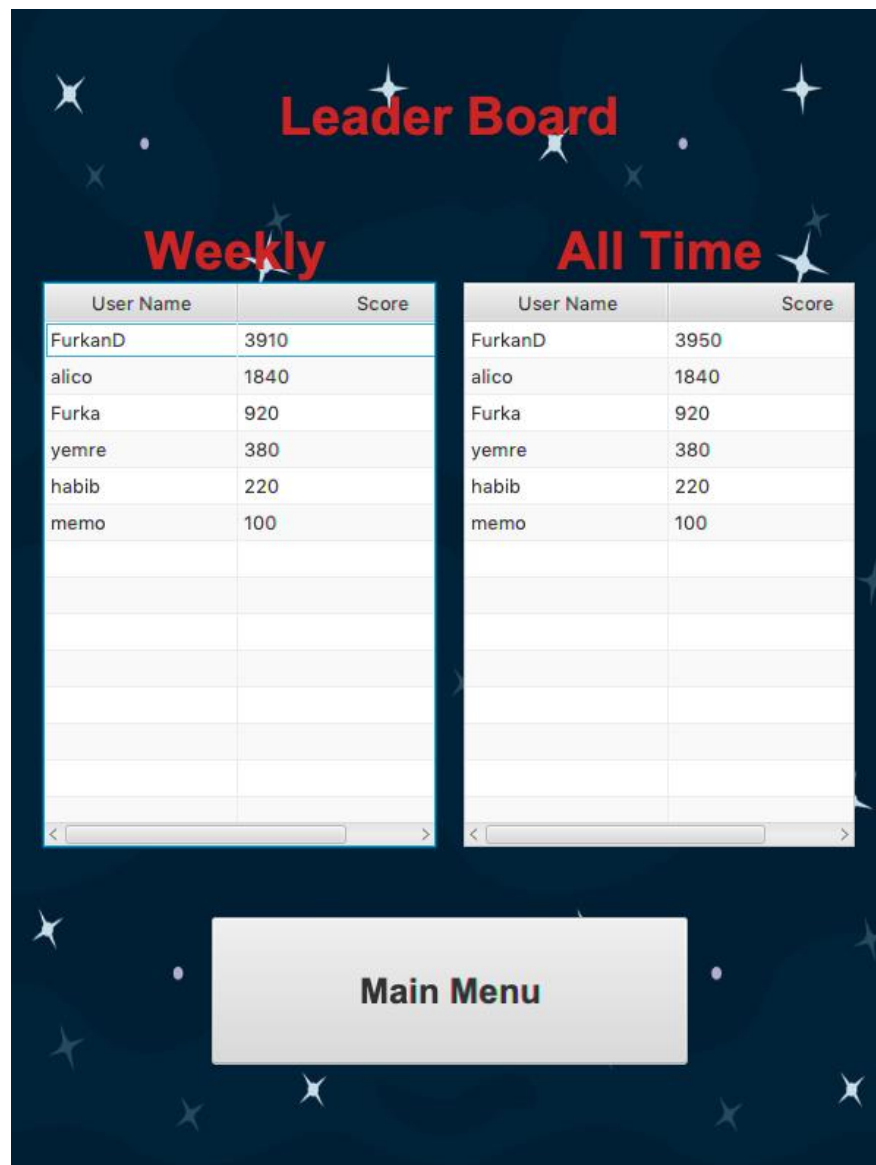 Leader Board
Weekly
User Name Score
FurkanD 3910
alico 1840
Furka 920
yemre 380
habib 220
memo 100
All Time
User Name Score
FurkanD 3950
alico 1840
Furka 920
yemre 380
habib 220
memo 100
Main Menu